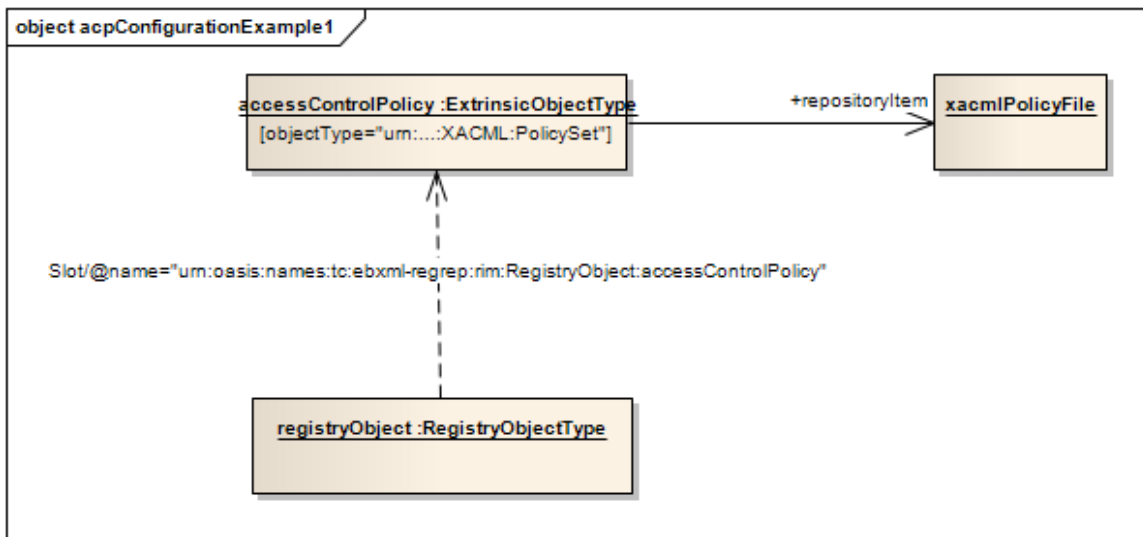 object acpConfigurationExample1
accessControlPolicy :ExtrinsicObjectType
[objectType="urn:...:XACML:PolicySet"]
+repositoryItem
xacmlPolicyFile
Slot/@name="urn:oasis:names:tc:ebxml-regrep:rim:RegistryObject:accessControlPolicy"
registryObject :RegistryObjectType